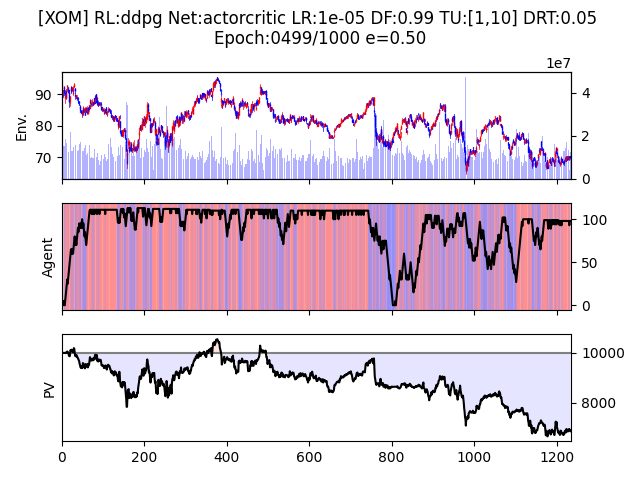 [XOM] RL:ddpg Net:actorcritic LR:1e-05 DF:0.99 TU:[1,10] DRT:0.05
Epoch:0499/1000 e=0.50
1e7
Env.
90
80
70
4
2
0
Agent
100
50
0
PV
10000
8000
0 200 400 600 800 1000 1200